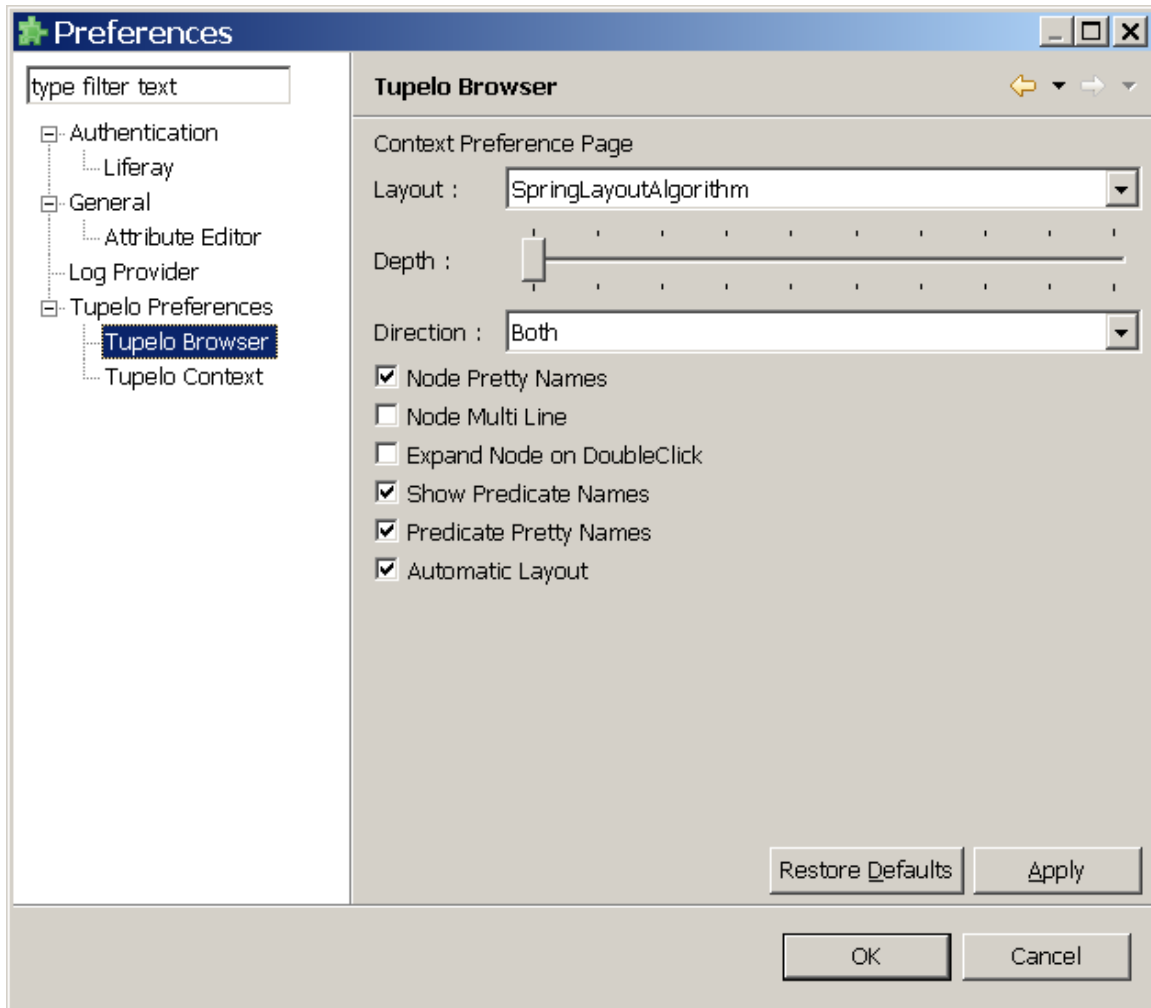 Preferences
type filter text
Authentication
Liferay
General
Attribute Editor
Log Provider
Tupelo Preferences
Tupelo Browser
Tupelo Context
Tupelo Browser
Context Preference Page
Layout : SpringLayoutAlgorithm
Depth :
Direction : Both
Node Pretty Names
Node Multi Line
Expand Node on DoubleClick
Show Predicate Names
Predicate Pretty Names
Automatic Layout
Restore Defaults Apply
OK Cancel